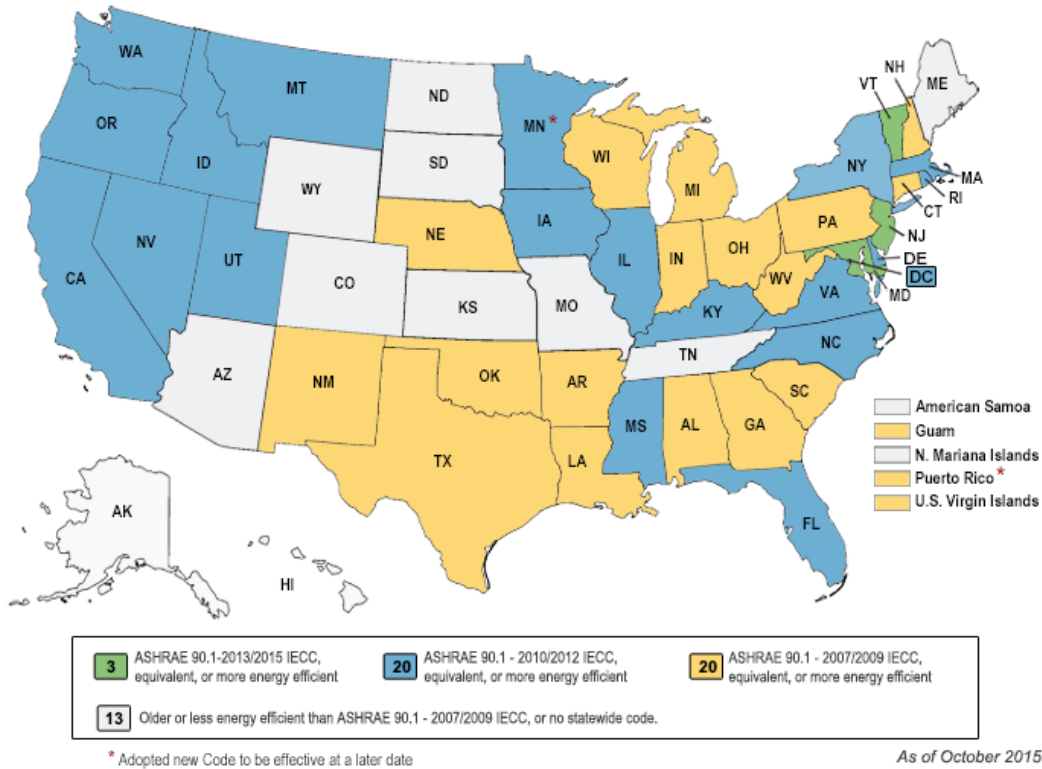 WA
OR
CA
NV
ID
MT
UT
AZ
WY
CO
NM
ND
SD
NE
KS
OK
TX
MN *
IA
MO
AR
LA
WI
IL
MS
MI
IN
KY
TN
AL
OH
WV
GA
FL
SC
NC
VA
PA
NY
VT
NH
ME
MA
RI
CT
NJ
DE
DC
MD
AK
HI
American Samoa
Guam
N. Mariana Islands
Puerto Rico *
U.S. Virgin Islands
3 ASHRAE 90.1-2013/2015 IECC,
equivalent, or more energy efficient
20 ASHRAE 90.1 - 2010/2012 IECC,
equivalent, or more energy efficient
20 ASHRAE 90.1 - 2007/2009 IECC,
equivalent, or more energy efficient
13 Older or less energy efficient than ASHRAE 90.1 - 2007/2009 IECC, or no statewide code.
* Adopted new Code to be effective at a later date
As of October 2015